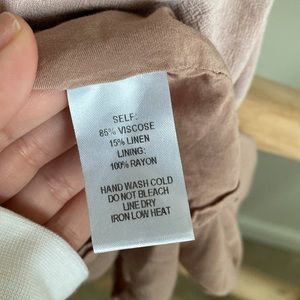 SELF:
85% VISCOSE
15% LINEN
LINING:
100% RAYON
HAND WASH COLD
DO NOT BLEACH
LINE DRY
IRON LOW HEAT